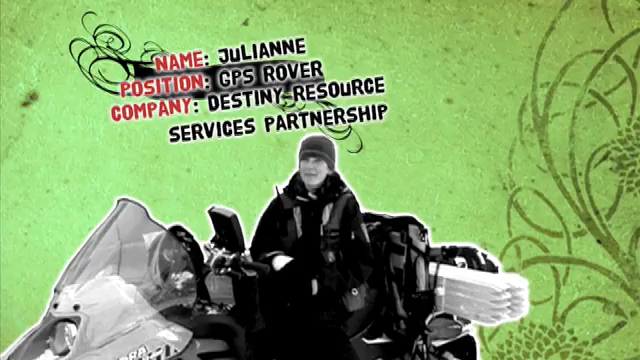 NAME: JULIANNE
POSITION: GPS ROVER
COMPANY: DESTINY RESOURCE
SERVICES PARTNERSHIP